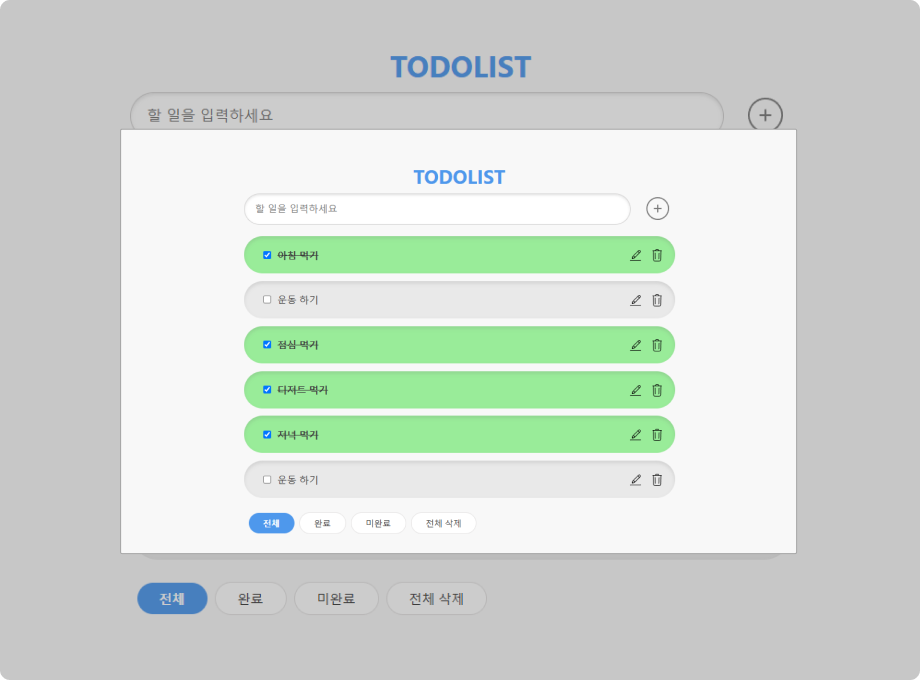 TODOLIST
할 일을 입력하세요
TODOLIST
할 일을 입력하세요
아침 먹기
운동 하기
점심 먹기
디저트 먹기
저녁 먹기
운동 하기
전체 완료 미완료 전체 삭제
전체 완료 미완료 전체 삭제